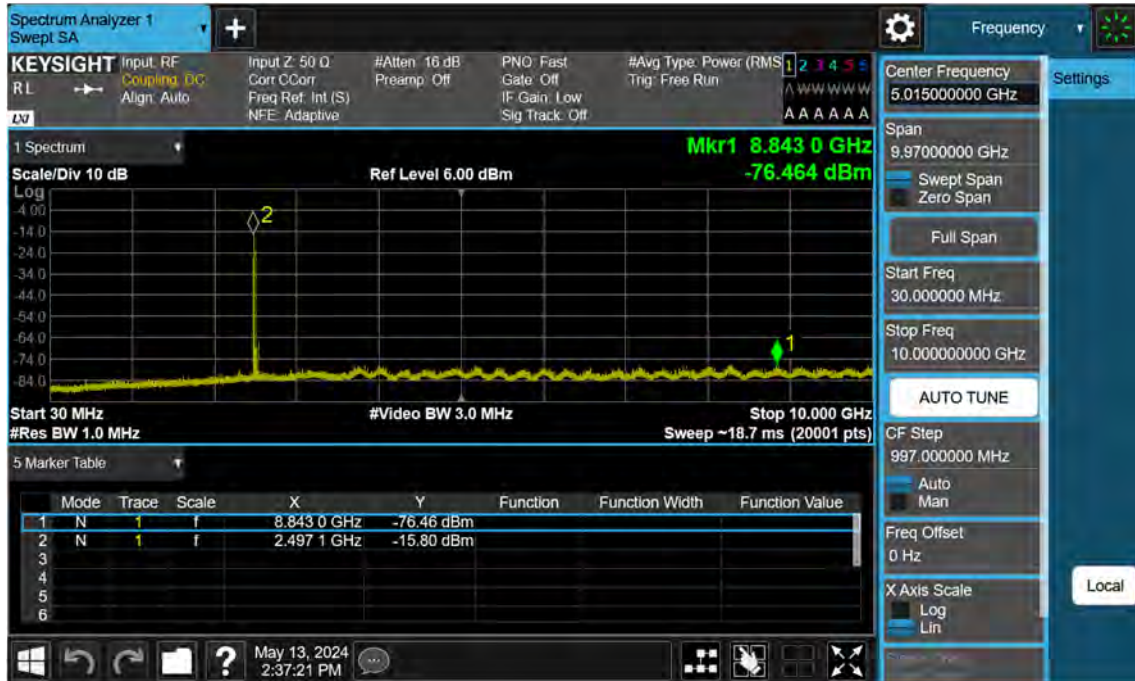 Spectrum Analyzer 1
Swept SA
+
Frequency
KEYSIGHT
RL
LXI
Input: RF
Coupling: DC
Align: Auto
Input Z: 50 Ω
Corr CCorr
Freq Ref: Int (S)
NFE: Adaptive
#Atten: 16 dB
Preamp: Off
PNO: Fast
Gate: Off
IF Gain: Low
Sig Track: Off
#Avg Type: Power (RMS
Trig: Free Run
1 2 3 4 5 6
A W W W W W
A A A A A A
1 Spectrum
Scale/Div 10 dB
Ref Level 6.00 dBm
Mkr1 8.843 0 GHz
-76.464 dBm
Log
-4.00
-14.0
-24.0
-34.0
-44.0
-54.0
-64.0
-74.0
-84.0
2
1
Start 30 MHz
#Video BW 3.0 MHz
Stop 10.000 GHz
#Res BW 1.0 MHz
Sweep ~18.7 ms (20001 pts)
5 Marker Table
Mode Trace Scale X Y Function Function Width Function Value
1 N 1 f 8.843 0 GHz -76.46 dBm
2 N 1 f 2.497 1 GHz -15.80 dBm
3
4
5
6
?
May 13, 2024
2:37:21 PM
Center Frequency
5.015000000 GHz
Settings
Span
9.97000000 GHz
Swept Span
Zero Span
Full Span
Start Freq
30.000000 MHz
Stop Freq
10.000000000 GHz
AUTO TUNE
CF Step
997.000000 MHz
Auto
Man
Freq Offset
0 Hz
X Axis Scale
Log
Lin
Local